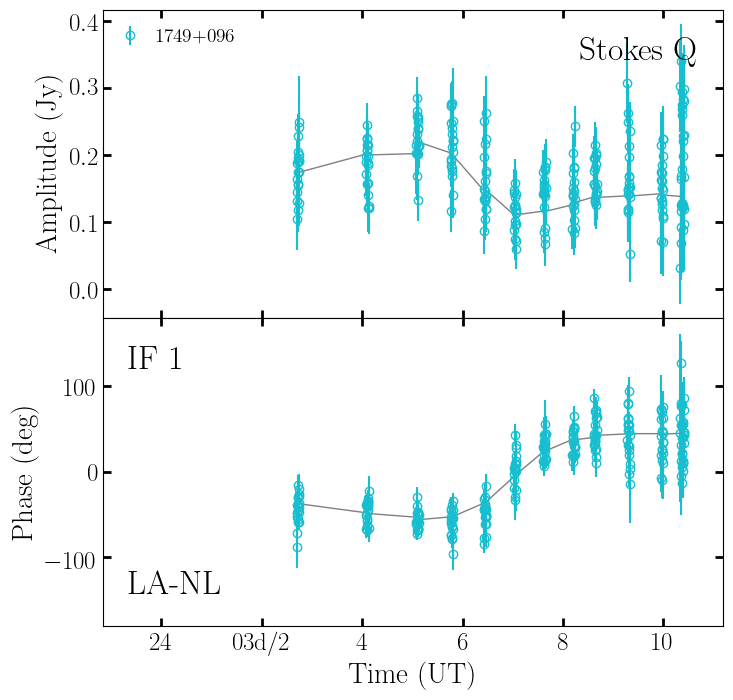 0.4
1749+096
Stokes Q
0.3
0.2
0.1
0.0
Amplitude (Jy)
IF 1
100
0
−100
Phase (deg)
LA-NL
24
03d/2
4
6
8
10
Time (UT)